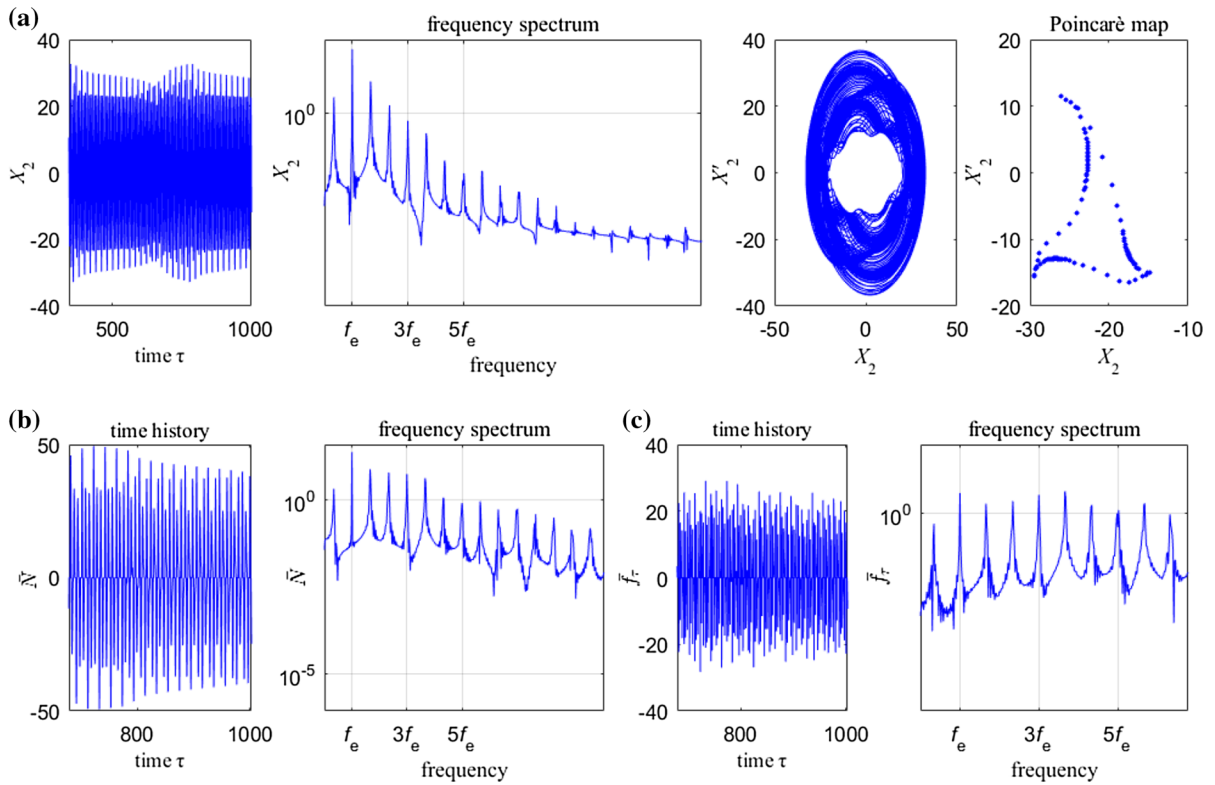 (a)
frequency spectrum
Poincarè map
40
20
0
-20
-40
X2
500
1000
time τ
10^0
X2
fe
3fe
5fe
frequency
40
20
0
-20
-40
X'2
-50
0
50
X2
20
10
0
-10
-20
X'2
-30
-20
-10
X2
(b)
time history
frequency spectrum
(c)
time history
frequency spectrum
50
0
-50
Ñ
800
1000
time τ
10^0
10^-5
Ñ
fe
3fe
5fe
frequency
40
20
0
-20
-40
f̄τ
800
1000
time τ
10^0
f̄τ
fe
3fe
5fe
frequency